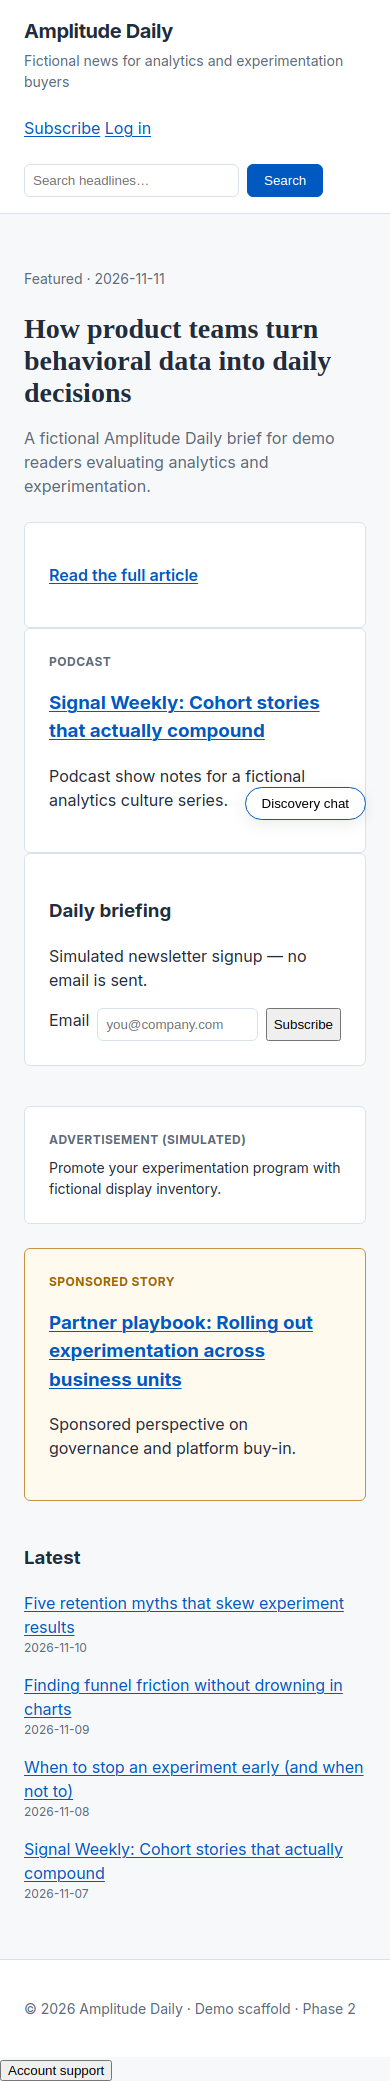 Amplitude Daily
Fictional news for analytics and experimentation
buyers
Subscribe Log in
Search headlines…
Search
Featured · 2026-11-11
How product teams turn
behavioral data into daily
decisions
A fictional Amplitude Daily brief for demo
readers evaluating analytics and
experimentation.
Read the full article
PODCAST
Signal Weekly: Cohort stories
that actually compound
Podcast show notes for a fictional
analytics culture series.
Discovery chat
Daily briefing
Simulated newsletter signup — no
email is sent.
Email
you@company.com
Subscribe
ADVERTISEMENT (SIMULATED)
Promote your experimentation program with
fictional display inventory.
SPONSORED STORY
Partner playbook: Rolling out
experimentation across
business units
Sponsored perspective on
governance and platform buy-in.
Latest
Five retention myths that skew experiment
results
2026-11-10
Finding funnel friction without drowning in
charts
2026-11-09
When to stop an experiment early (and when
not to)
2026-11-08
Signal Weekly: Cohort stories that actually
compound
2026-11-07
© 2026 Amplitude Daily · Demo scaffold · Phase 2
Account support